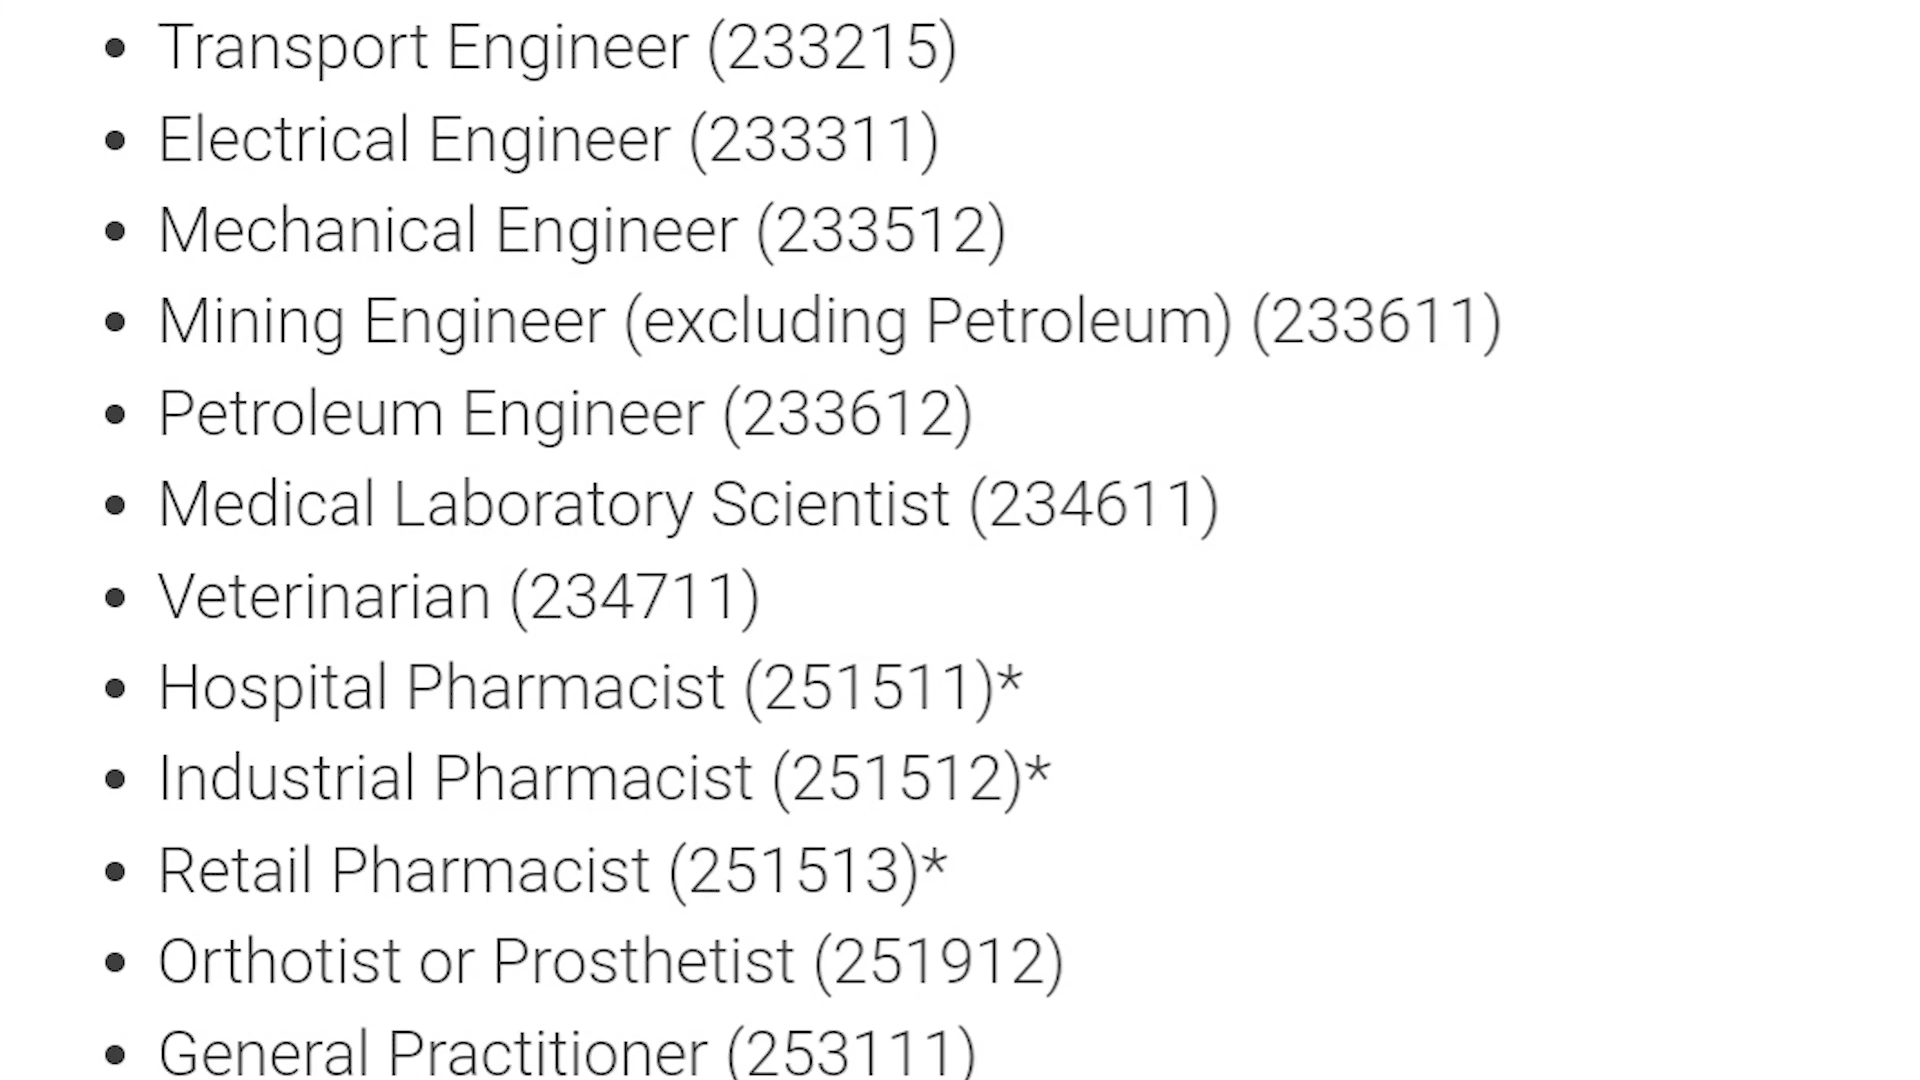 • Transport Engineer (233215)
• Electrical Engineer (233311)
• Mechanical Engineer (233512)
• Mining Engineer (excluding Petroleum) (233611)
• Petroleum Engineer (233612)
• Medical Laboratory Scientist (234611)
• Veterinarian (234711)
• Hospital Pharmacist (251511)*
• Industrial Pharmacist (251512)*
• Retail Pharmacist (251513)*
• Orthotist or Prosthetist (251912)
• General Practitioner (253111)